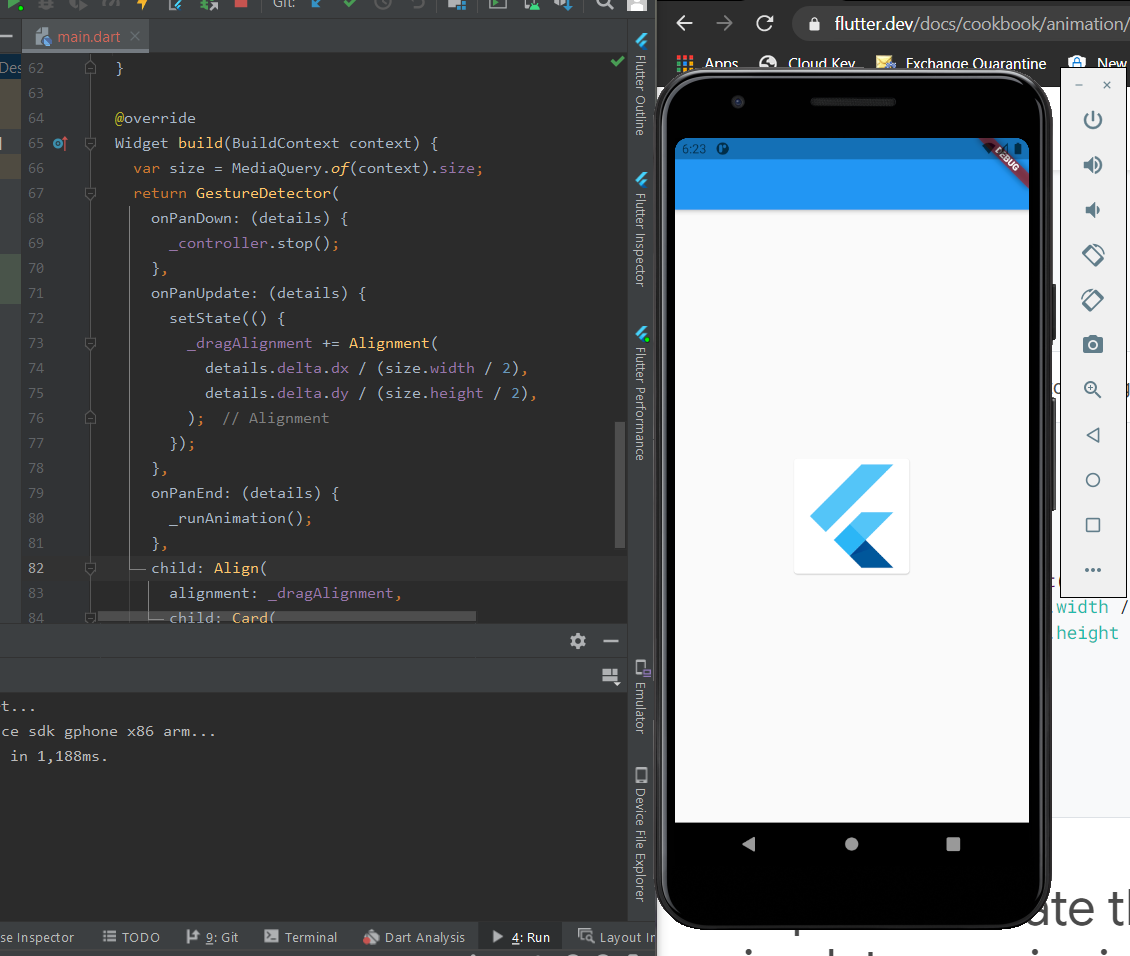 Git:
flutter.dev/docs/cookbook/animation/
main.dart
Apps
Cloud Key
Exchange Quarantine
New
Des
62 }
63
64 @override
65 Widget build(BuildContext context) {
66 var size = MediaQuery.of(context).size;
67 return GestureDetector(
68 onPanDown: (details) {
69 _controller.stop();
70 },
71 onPanUpdate: (details) {
72 setState(() {
73 _dragAlignment += Alignment(
74 details.delta.dx / (size.width / 2),
75 details.delta.dy / (size.height / 2),
76 ); // Alignment
77 });
78 },
79 onPanEnd: (details) {
80 _runAnimation();
81 },
82 child: Align(
83 alignment: _dragAlignment,
84 child: Card(
Flutter Outline
Flutter Inspector
Flutter Performance
Emulator
Device File Explorer
6:23
DEBUG
.width /
.height
t...
ce sdk gphone x86 arm...
in 1,188ms.
ate th
se Inspector
TODO
9: Git
Terminal
Dart Analysis
4: Run
Layout In